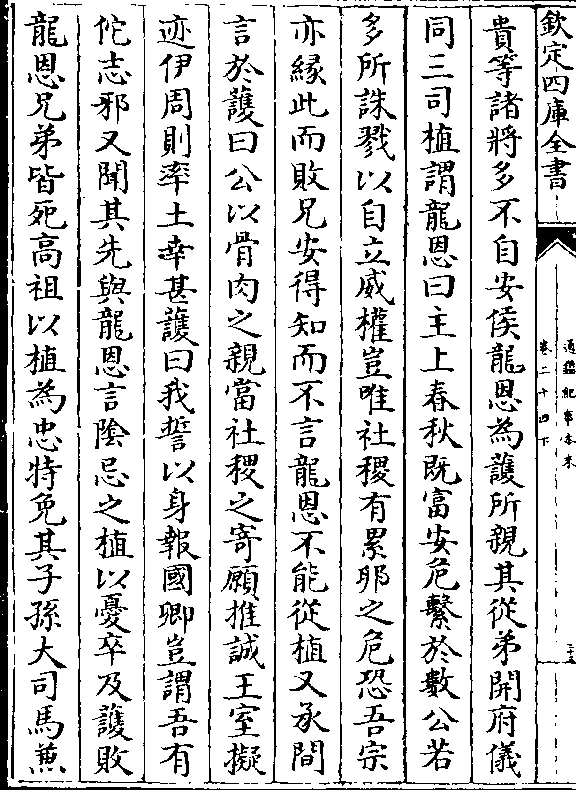 欽定四庫全書
通鑑紀事本末
卷二十四下
貴等諸將多不自安侯龍恩為護所親其從弟開府儀
同三司植謂龍恩曰主上春秋既富安危繫於數公若
多所誅戮以自立威權豈唯社稷有累卵之危恐吾宗
亦緣此而敗兄安得知而不言龍恩不能從植又承間
言於護曰公以骨肉之親當社稷之寄願推誠王室擬
迹伊周則率土幸甚護曰我誓以身報國卿豈謂吾有
佗志邪又聞其先與龍恩言陰忌之植以憂卒及護敗
龍恩兄弟皆死高祖以植為忠特免其子孫大司馬兼